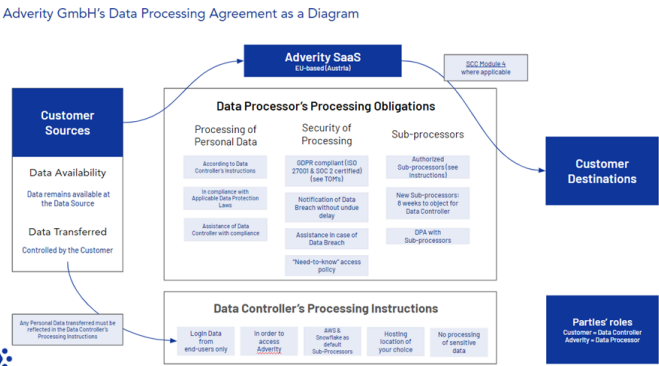 Adverity GmbH's Data Processing Agreement as a Diagram
Adverity SaaS
EU-based (Austria)
SCC Module 4
where applicable
Customer
Sources
Data Availability
Data remains available at
the Data Source
Data Transferred
Controlled by the Customer
Data Processor's Processing Obligations
Processing of
Personal Data
According to Data
Controller's Instructions
In compliance with
Applicable Data Protection
Laws
Assistance of Data
Controller with compliance
Security of
Processing
GDPR compliant (ISO
27001 & SOC 2 certified)
(see TOM's)
Notification of Data
Breach without undue
delay
Assistance in case of
Data Breach
"Need-to-know" access
policy
Sub-processors
Authorized
Sub-processors (see
Instructions)
New Sub-processors:
6 weeks to object for
Data Controller
DPA with
Sub-processors
Customer
Destinations
Any Personal Data transferred must be
reflected in the Data Controller's
Processing Instructions
Data Controller's Processing Instructions
Login Data
from
end-users only
In order to
access
Adverity
AWS &
Snowflake as
default
Sub-Processors
Hosting
location of
your choice
No processing
of sensitive
data
Parties' roles
Customer = Data Controller
Adverity = Data Processor